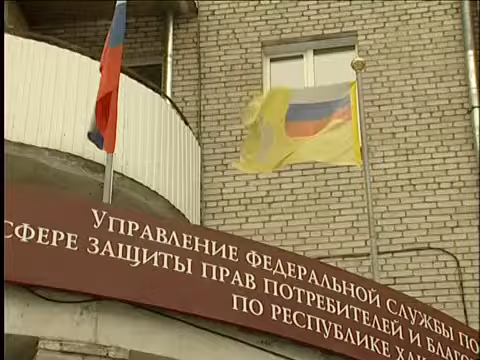 УПРАВЛЕНИЕ ФЕДЕРАЛЬНОЙ СЛУЖБЫ ПО
СФЕРЕ ЗАЩИТЫ ПРАВ ПОТРЕБИТЕЛЕЙ И
ПО РЕСПУБЛИКЕ